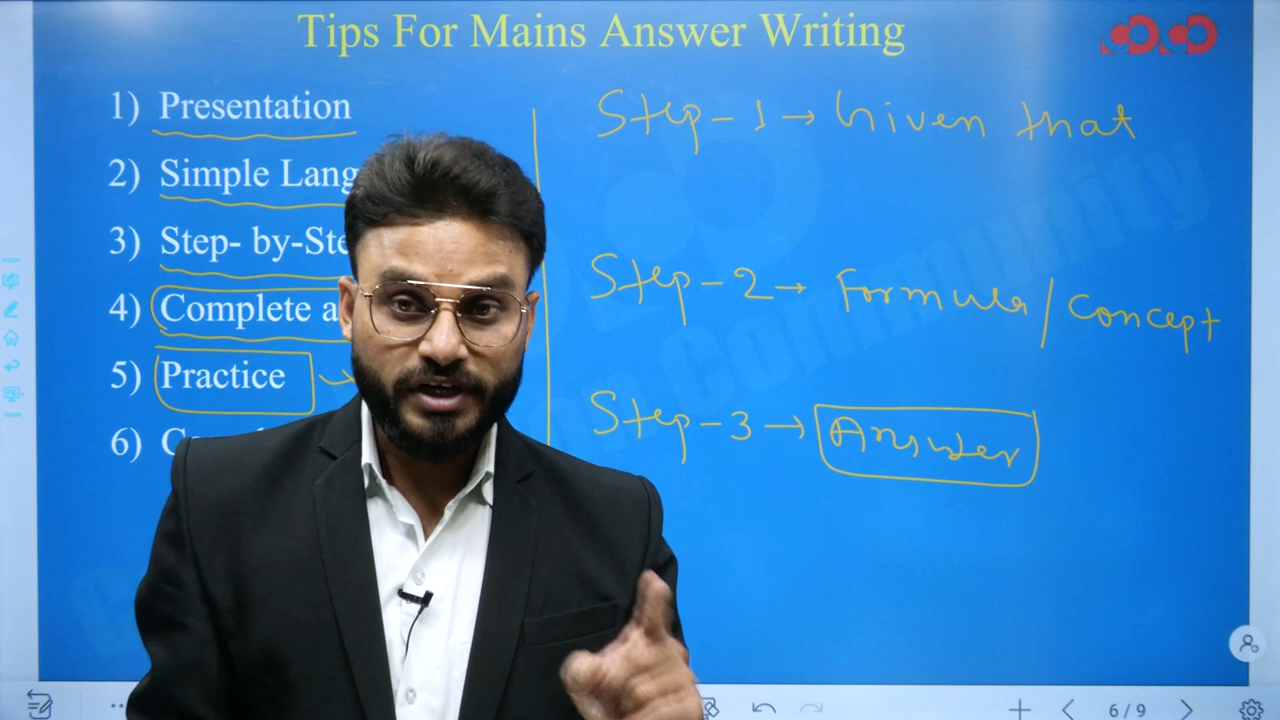 Tips For Mains Answer Writing
1) Presentation
2) Simple Lang
3) Step- by-Ste
4) Complete a
5) Practice
6) C
Step-1 → Given that
Step-2 → Formula / Concept
Step-3 → Answer
Community
6/9